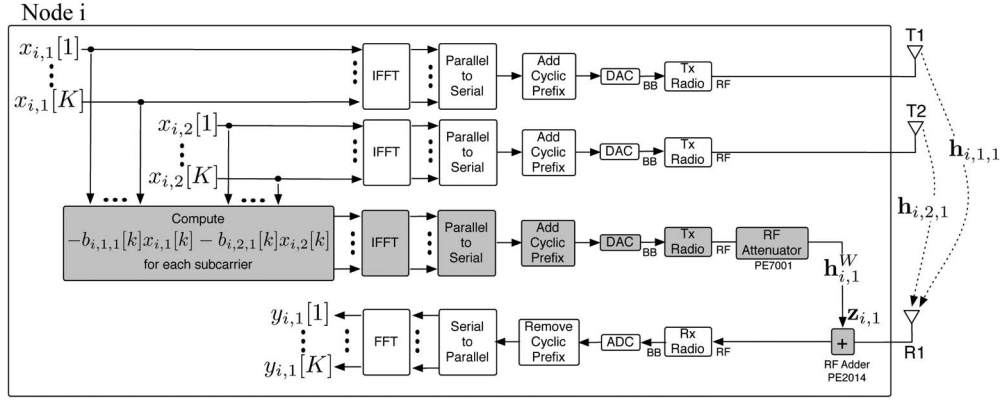 Node i
x_{i,1}[1]
x_{i,1}[K]
IFFT
Parallel
to
Serial
Add
Cyclic
Prefix
DAC
BB
Tx
Radio
RF
T1
x_{i,2}[1]
x_{i,2}[K]
IFFT
Parallel
to
Serial
Add
Cyclic
Prefix
DAC
BB
Tx
Radio
RF
T2
h_{i,1,1}
h_{i,2,1}
Compute
-b_{i,1,1}[k]x_{i,1}[k] - b_{i,2,1}[k]x_{i,2}[k]
for each subcarrier
IFFT
Parallel
to
Serial
Add
Cyclic
Prefix
DAC
BB
Tx
Radio
RF
RF
Attenuator
PE7001
h^W_{i,1}
z_{i,1}
y_{i,1}[1]
y_{i,1}[K]
FFT
Serial
to
Parallel
Remove
Cyclic
Prefix
ADC
BB
Rx
Radio
RF
+
RF Adder
PE2014
R1